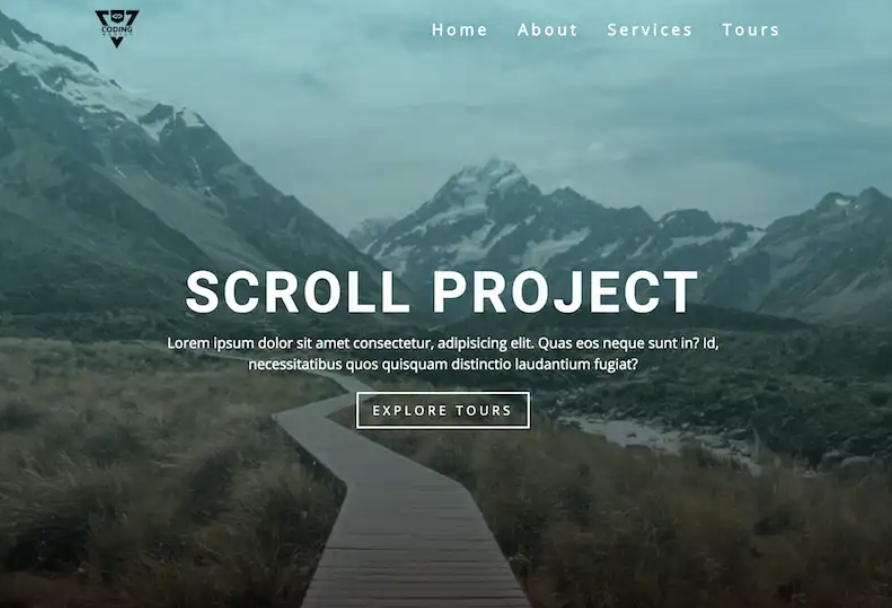 CODING
Home About Services Tours
SCROLL PROJECT
Lorem ipsum dolor sit amet consectetur, adipisicing elit. Quas eos neque sunt in? Id,
necessitatibus quos quisquam distinctio laudantium fugiat?
EXPLORE TOURS